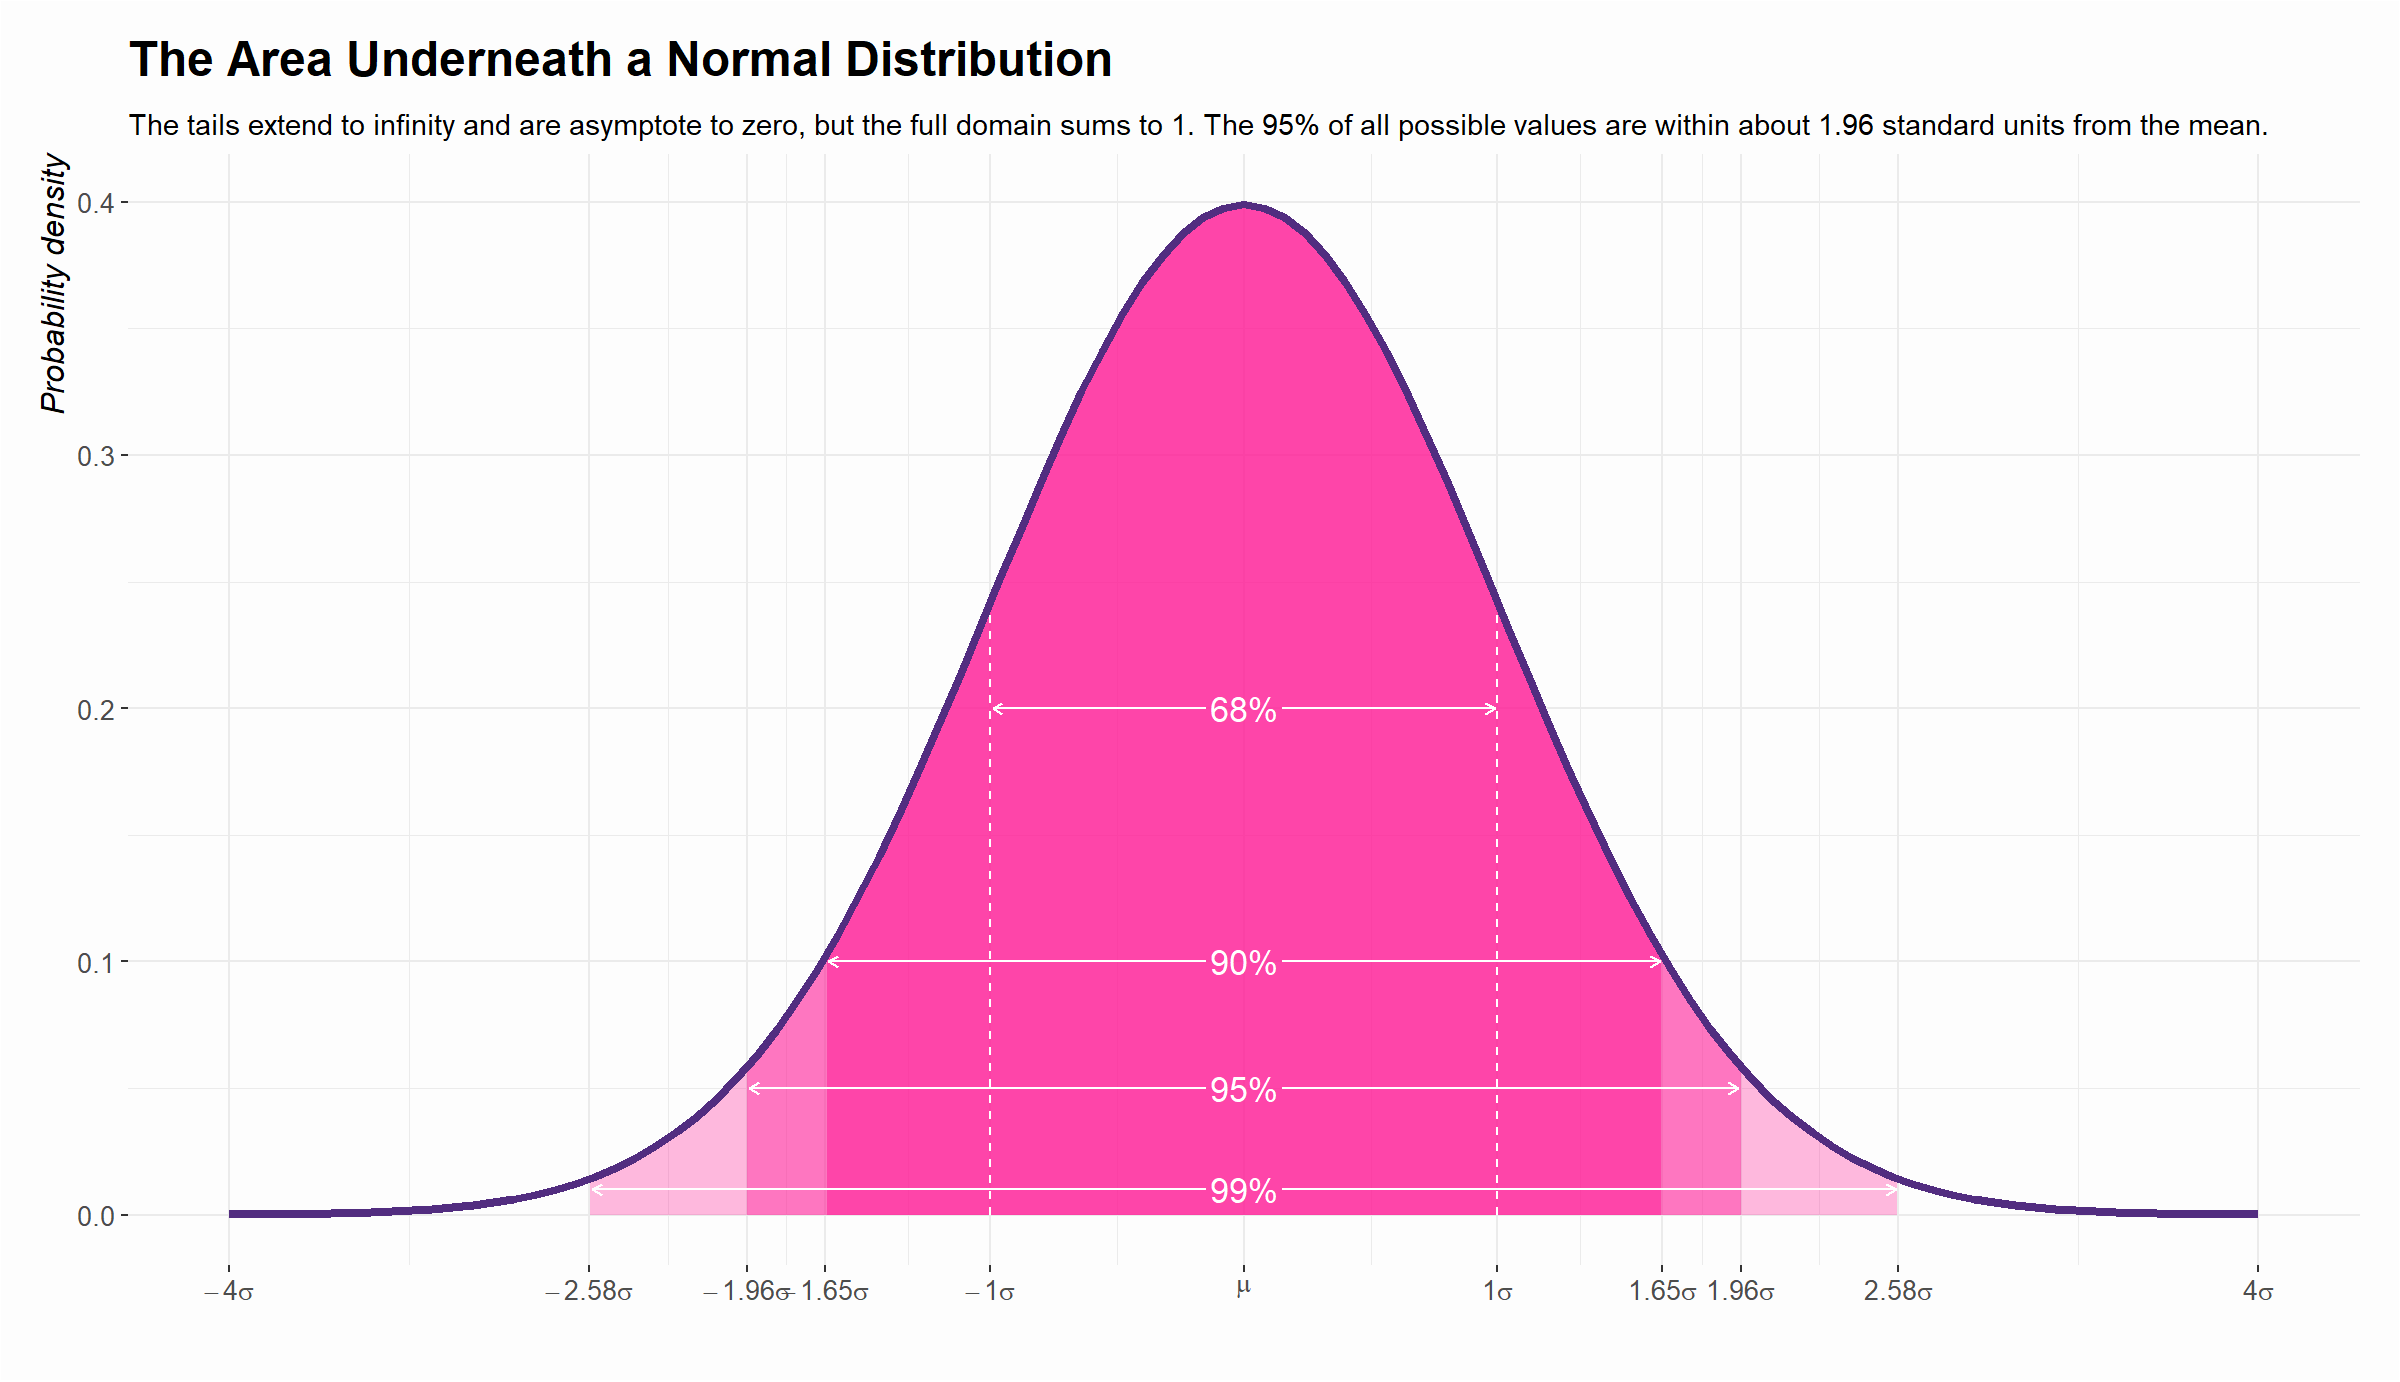 The Area Underneath a Normal Distribution
The tails extend to infinity and are asymptote to zero, but the full domain sums to 1. The 95% of all possible values are within about 1.96 standard units from the mean.
Probability density
0.4
0.3
0.2
0.1
0.0
68%
90%
95%
99%
−4σ −2.58σ −1.96σ −1.65σ −1σ μ 1σ 1.65σ 1.96σ 2.58σ 4σ